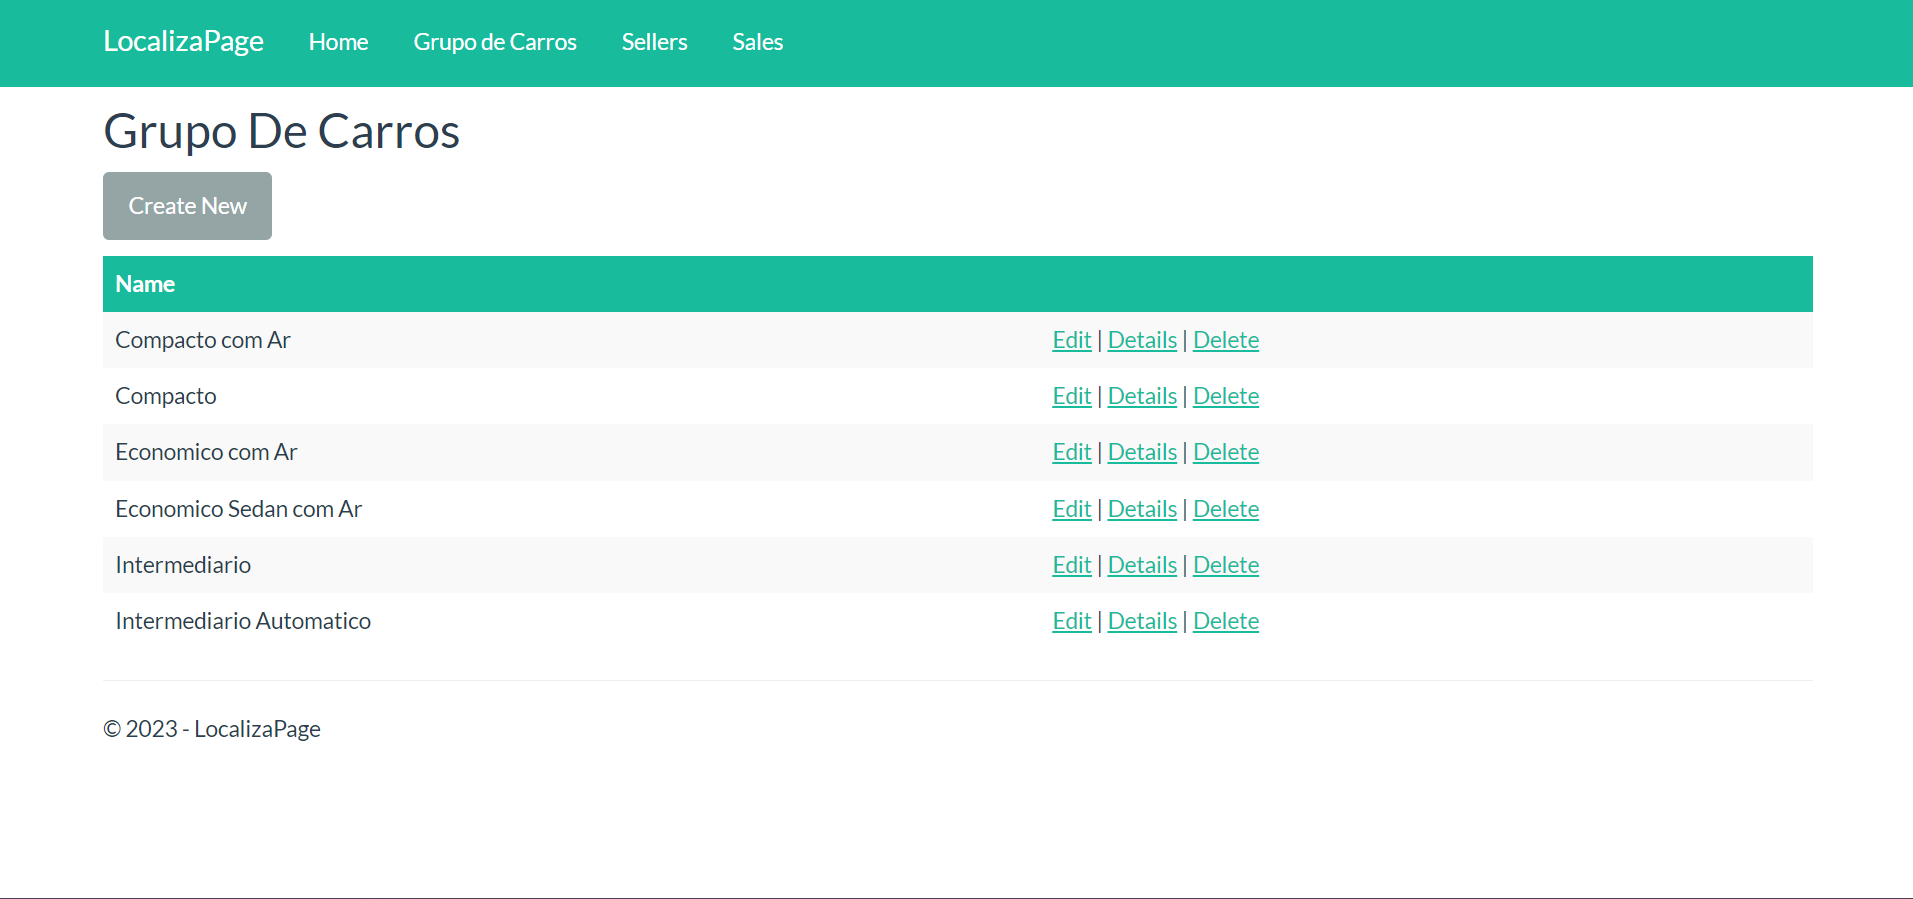 LocalizaPage Home Grupo de Carros Sellers Sales
Grupo De Carros
Create New
Name
Compacto com Ar Edit | Details | Delete
Compacto Edit | Details | Delete
Economico com Ar Edit | Details | Delete
Economico Sedan com Ar Edit | Details | Delete
Intermediario Edit | Details | Delete
Intermediario Automatico Edit | Details | Delete
© 2023 - LocalizaPage